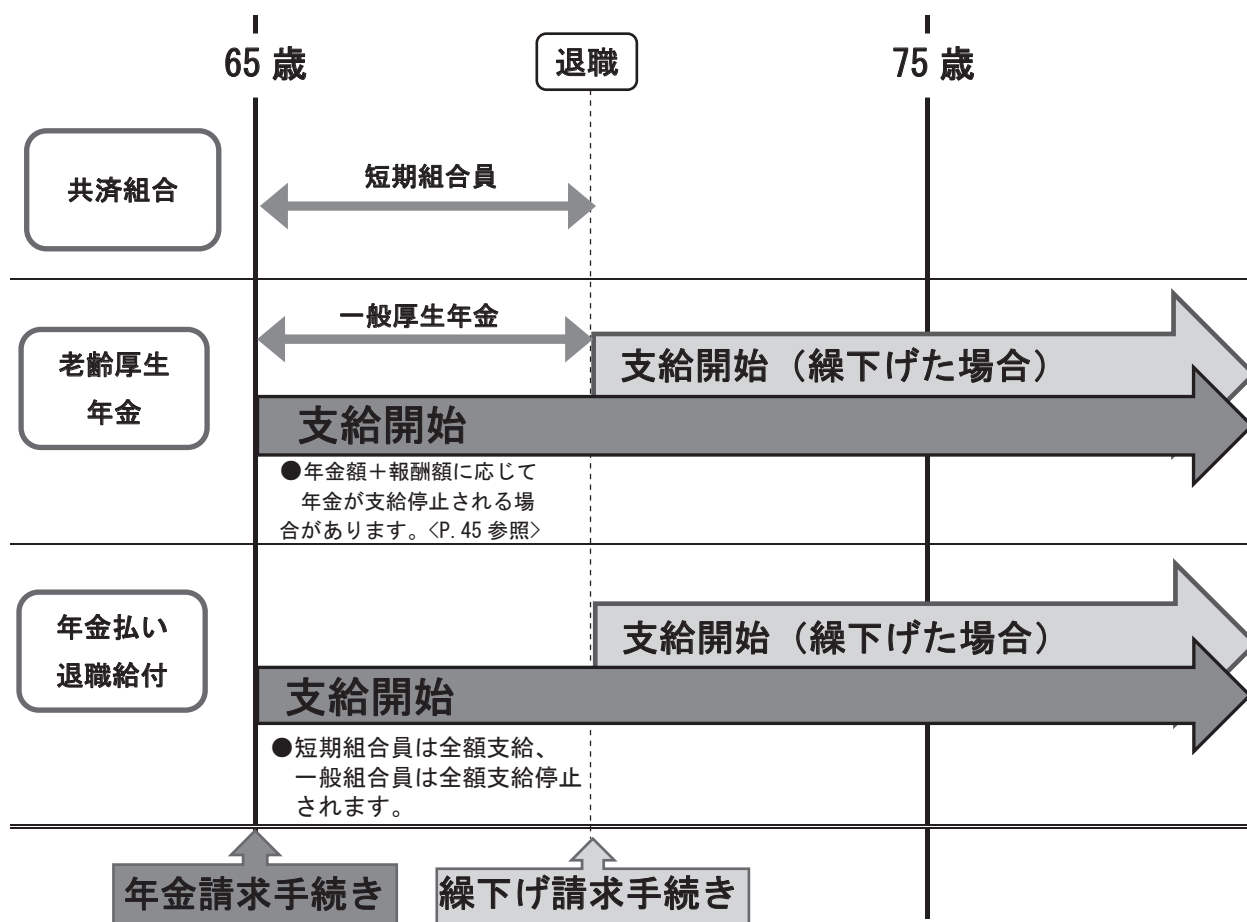 65 歳
退職
75 歳
共済組合
短期組合員
老齢厚生
年金
一般厚生年金
支給開始（繰下げた場合）
支給開始
●年金額＋報酬額に応じて
年金が支給停止される場
合があります。〈P.45 参照〉
年金払い
退職給付
支給開始（繰下げた場合）
支給開始
●短期組合員は全額支給、
一般組合員は全額支給停止
されます。
年金請求手続き
繰下げ請求手続き